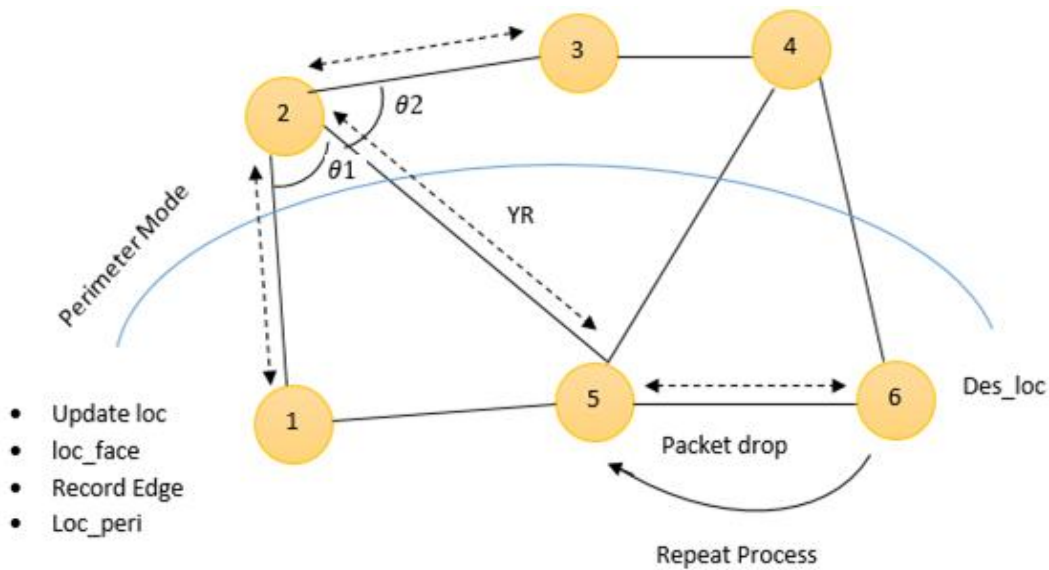 3
4
2
θ2
θ1
YR
Perimeter Mode
1
5
6
Des_loc
Packet drop
Repeat Process
• Update loc
• loc_face
• Record Edge
• Loc_peri